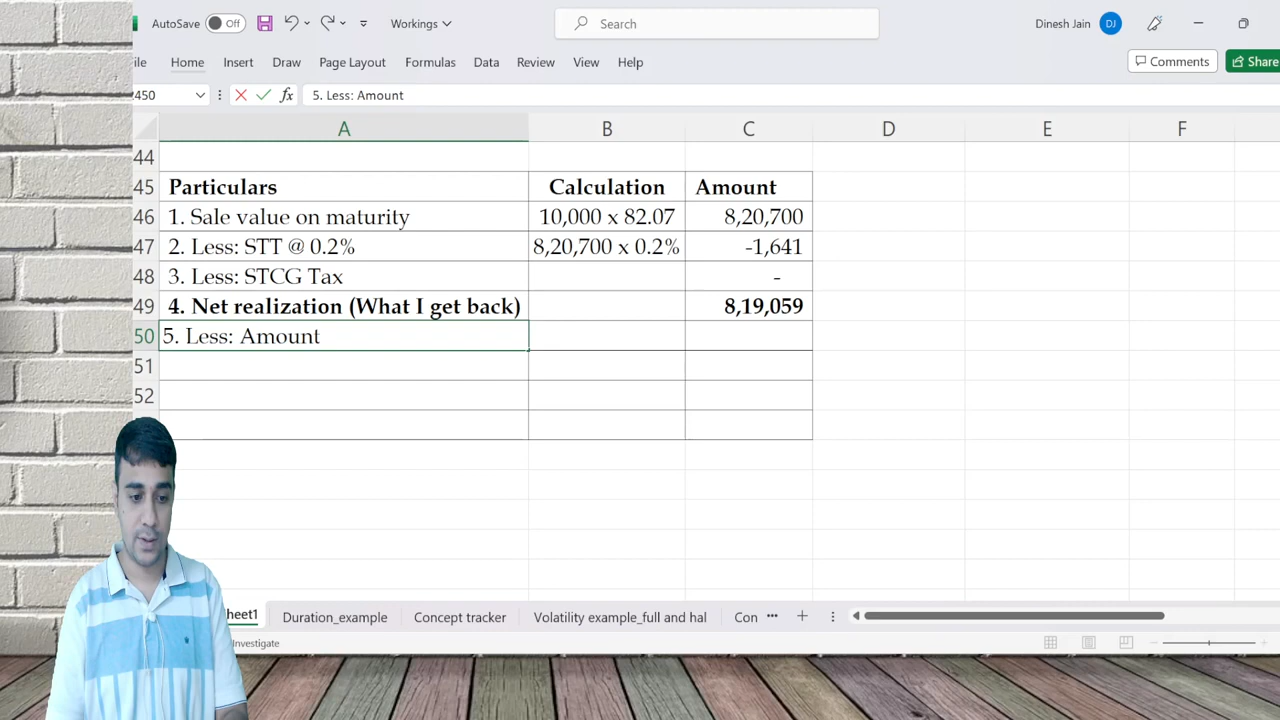 AutoSave Off Workings Search Dinesh Jain DJ
ile Home Insert Draw Page Layout Formulas Data Review View Help Comments Share
450 fx 5. Less: Amount
A B C D E F
44
45 Particulars Calculation Amount
46 1. Sale value on maturity 10,000 x 82.07 8,20,700
47 2. Less: STT @ 0.2% 8,20,700 x 0.2% -1,641
48 3. Less: STCG Tax -
49 4. Net realization (What I get back) 8,19,059
50 5. Less: Amount
51
52
heet1 Duration_example Concept tracker Volatility example_full and hal Con ...
Investigate